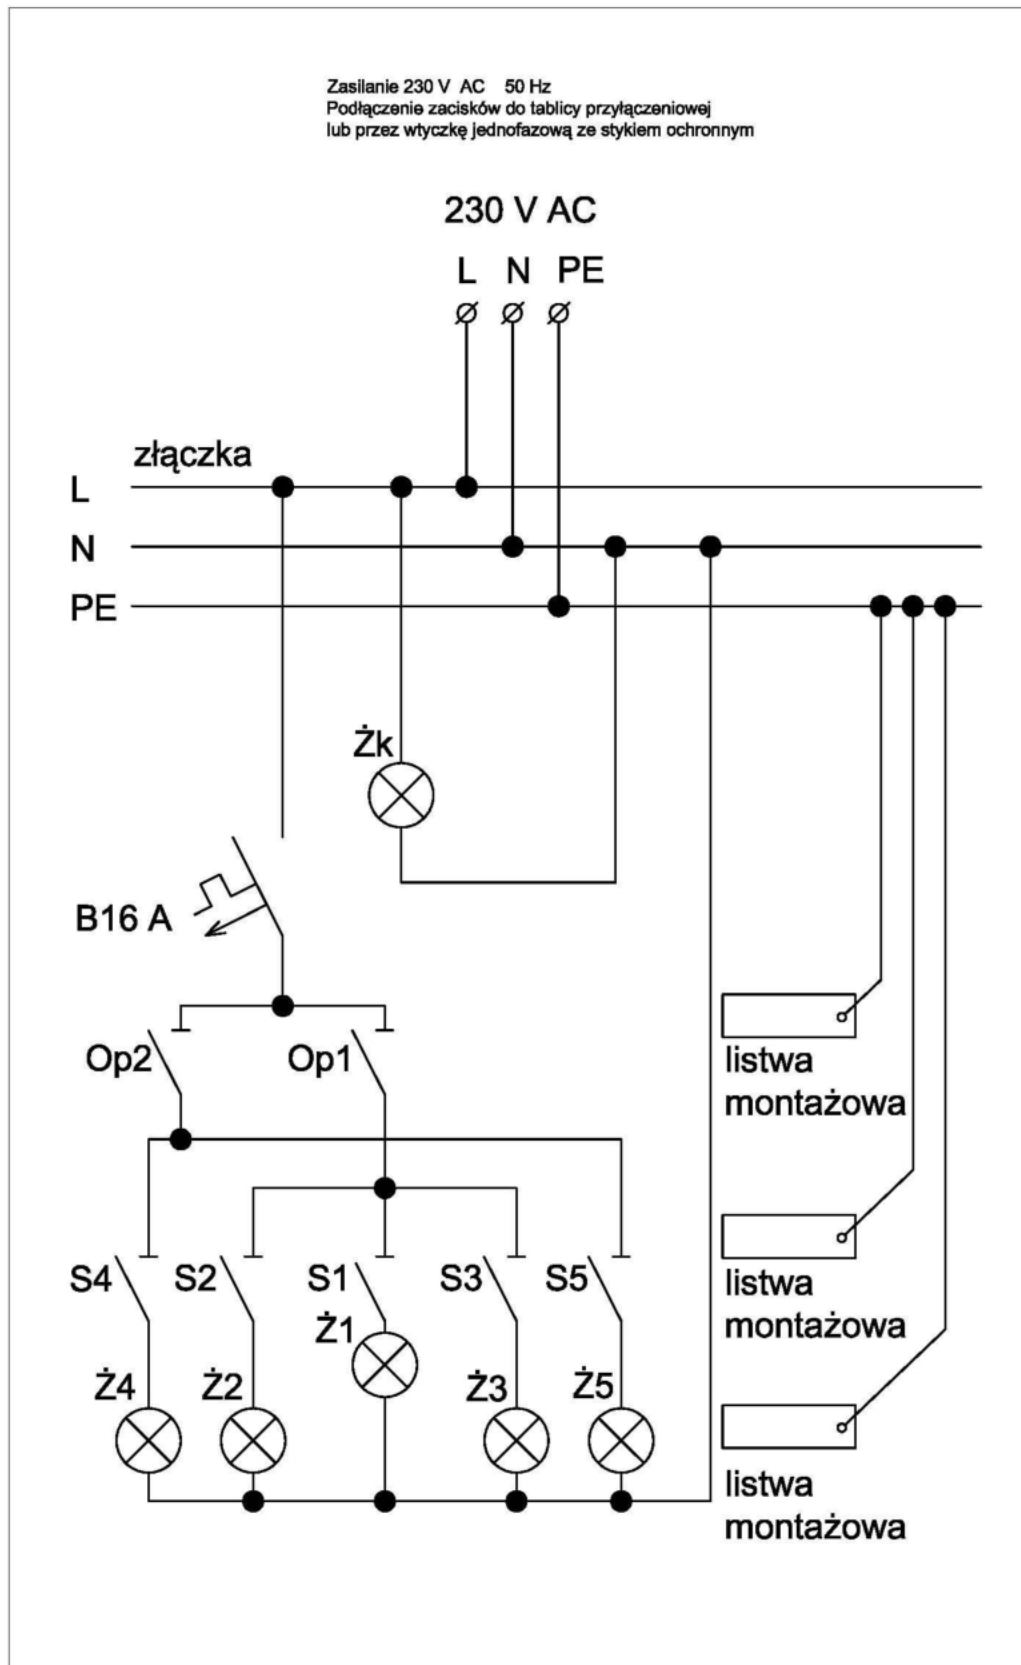 Zasilanie 230 V AC 50 Hz
Podłączenie zacisków do tablicy przyłączeniowej
lub przez wtyczkę jednofazową ze stykiem ochronnym
230 V AC
L N PE
złączka
L
N
PE
Żk
B16 A
Op2 Op1
listwa
montażowa
S4 S2 S1 S3 S5
listwa
montażowa
Ż1
Ż4 Ż2 Ż3 Ż5
listwa
montażowa